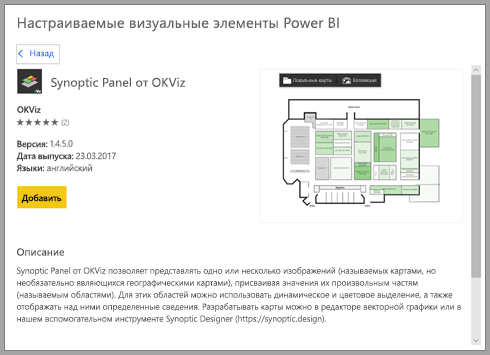 Настраиваемые визуальные элементы Power BI
Назад
Synoptic Panel от OKViz
OKViz
(2)
Версия: 1.4.5.0
Дата выпуска: 23.03.2017
Языки: английский
Добавить
Локальные карты Коллекция
Описание
Synoptic Panel от OKViz позволяет представлять одно или несколько изображений (называемых картами, но
необязательно являющихся географическими картами), присваивая значения их произвольным частям
(называемым областями). Для этих областей можно использовать динамическое и цветовое выделение, а также
отображать над ними определенные сведения. Разрабатывать карты можно в редакторе векторной графики или в
нашем вспомогательном инструменте Synoptic Designer (https://synoptic.design).